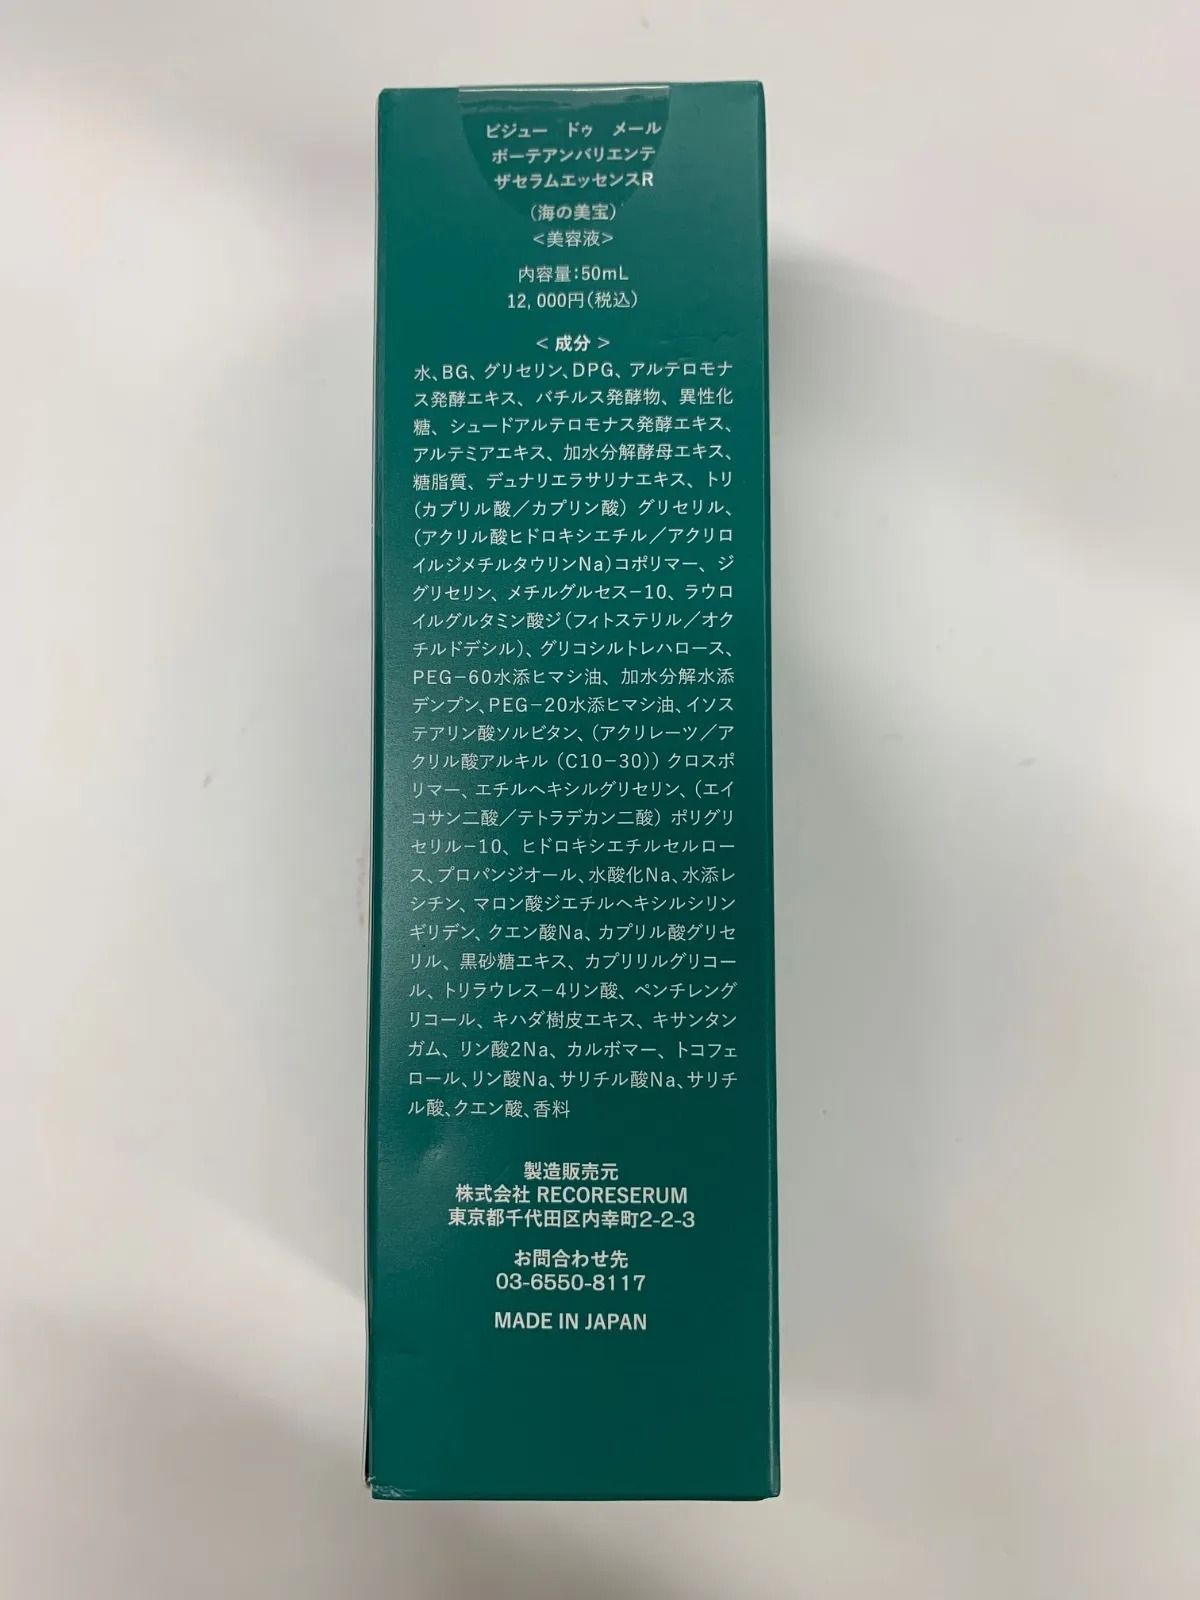 ビジュー ドゥ メール
ボーテアンバリエンテ
ザセラムエッセンスR
(海の美宝)
<美容液>
内容量:50mL
12,000円(税込)
<成分>
水、BG、グリセリン、DPG、アルテロモナ
ス発酵エキス、バチルス発酵物、異性化
糖、シュードアルテロモナス発酵エキス、
アルテミアエキス、加水分解酵母エキス、
糖脂質、デュナリエラサリナエキス、トリ
(カプリル酸/カプリン酸)グリセリル、
(アクリル酸ヒドロキシエチル/アクリロ
イルジメチルタウリンNa)コポリマー、ジ
グリセリン、メチルグルセス-10、ラウロ
イルグルタミン酸ジ(フィトステリル/オク
チルドデシル)、グリコシルトレハロース、
PEG-60水添ヒマシ油、加水分解水添
デンプン、PEG-20水添ヒマシ油、イソス
テアリン酸ソルビタン、(アクリレーツ/ア
クリル酸アルキル(C10-30))クロスポ
リマー、エチルヘキシルグリセリン、(エイ
コサン二酸/テトラデカン二酸)ポリグリ
セリル-10、ヒドロキシエチルセルロー
ス、プロパンジオール、水酸化Na、水添レ
シチン、マロン酸ジエチルヘキシルシリン
ギリデン、クエン酸Na、カプリル酸グリセ
リル、黒砂糖エキス、カプリリルグリコー
ル、トリラウレス-4リン酸、ペンチレング
リコール、キハダ樹皮エキス、キサンタン
ガム、リン酸2Na、カルボマー、トコフェ
ロール、リン酸Na、サリチル酸Na、サリチ
ル酸、クエン酸、香料
製造販売元
株式会社 RECORESERUM
東京都千代田区内幸町2-2-3
お問合わせ先
03-6550-8117
MADE IN JAPAN